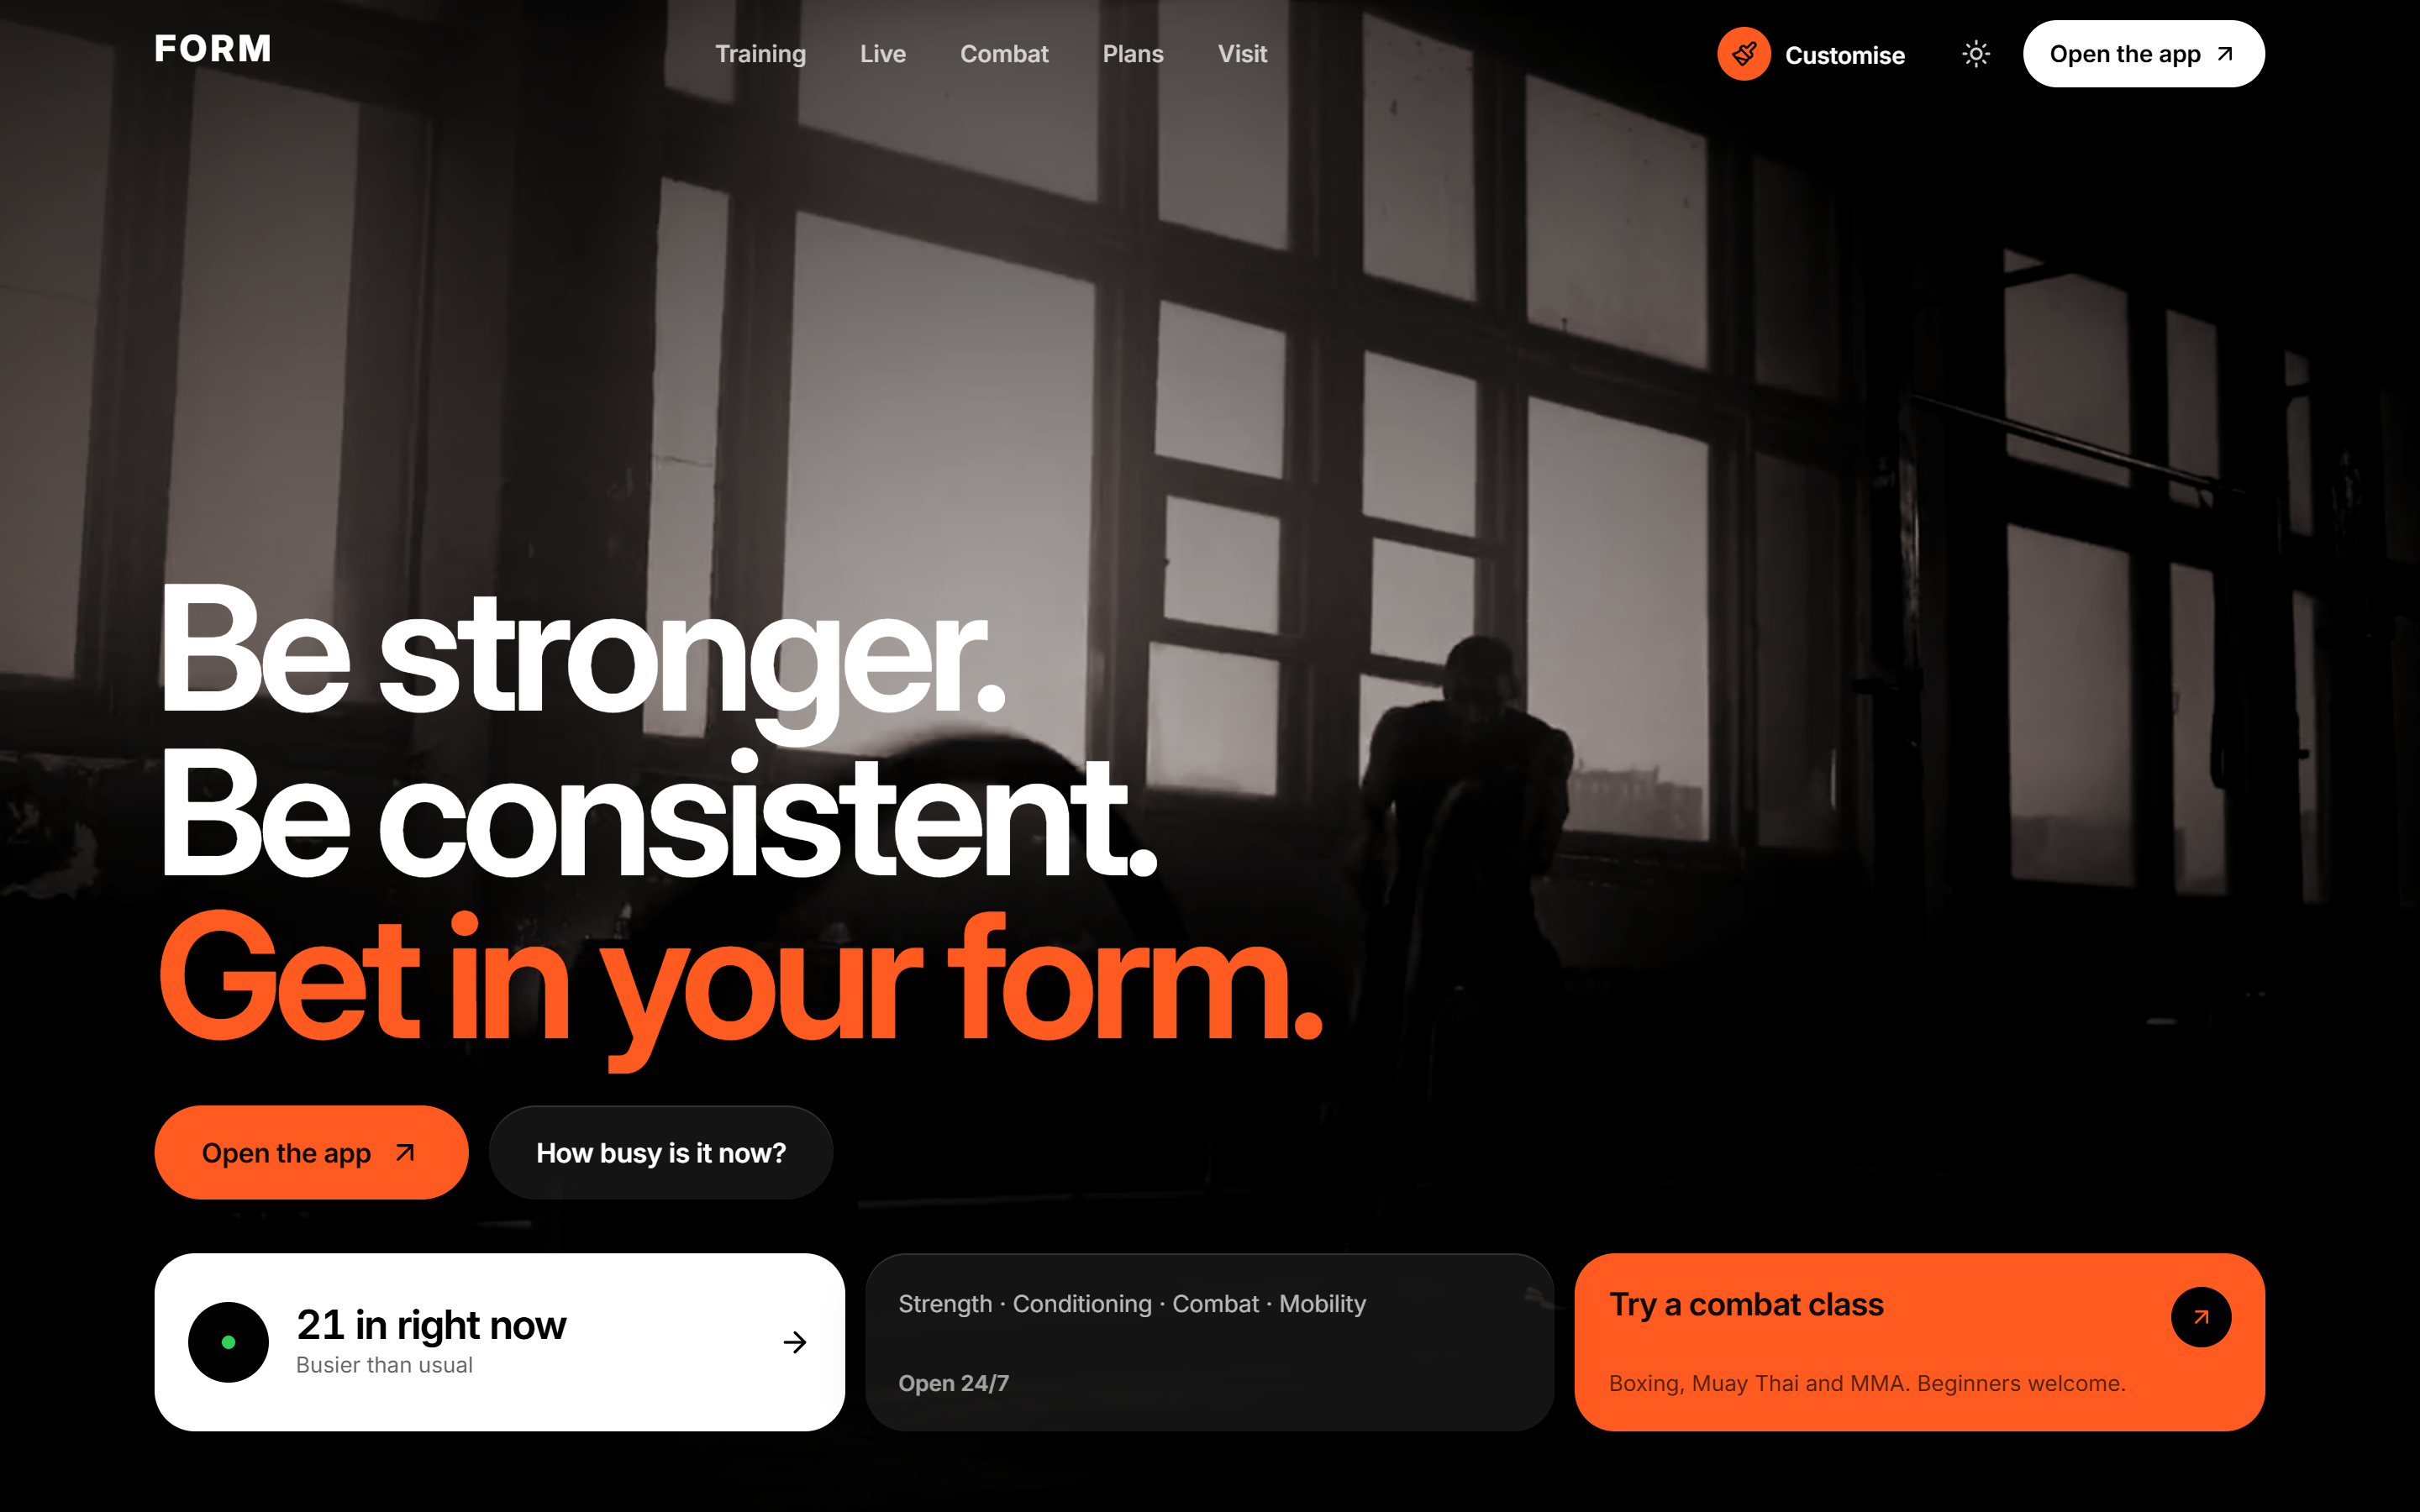 FORM
Training
Live
Combat
Plans
Visit
Customise
Open the app
Be stronger.
Be consistent.
Get in your form.
Open the app
How busy is it now?
21 in right now
Busier than usual
Strength · Conditioning · Combat · Mobility
Open 24/7
Try a combat class
Boxing, Muay Thai and MMA. Beginners welcome.